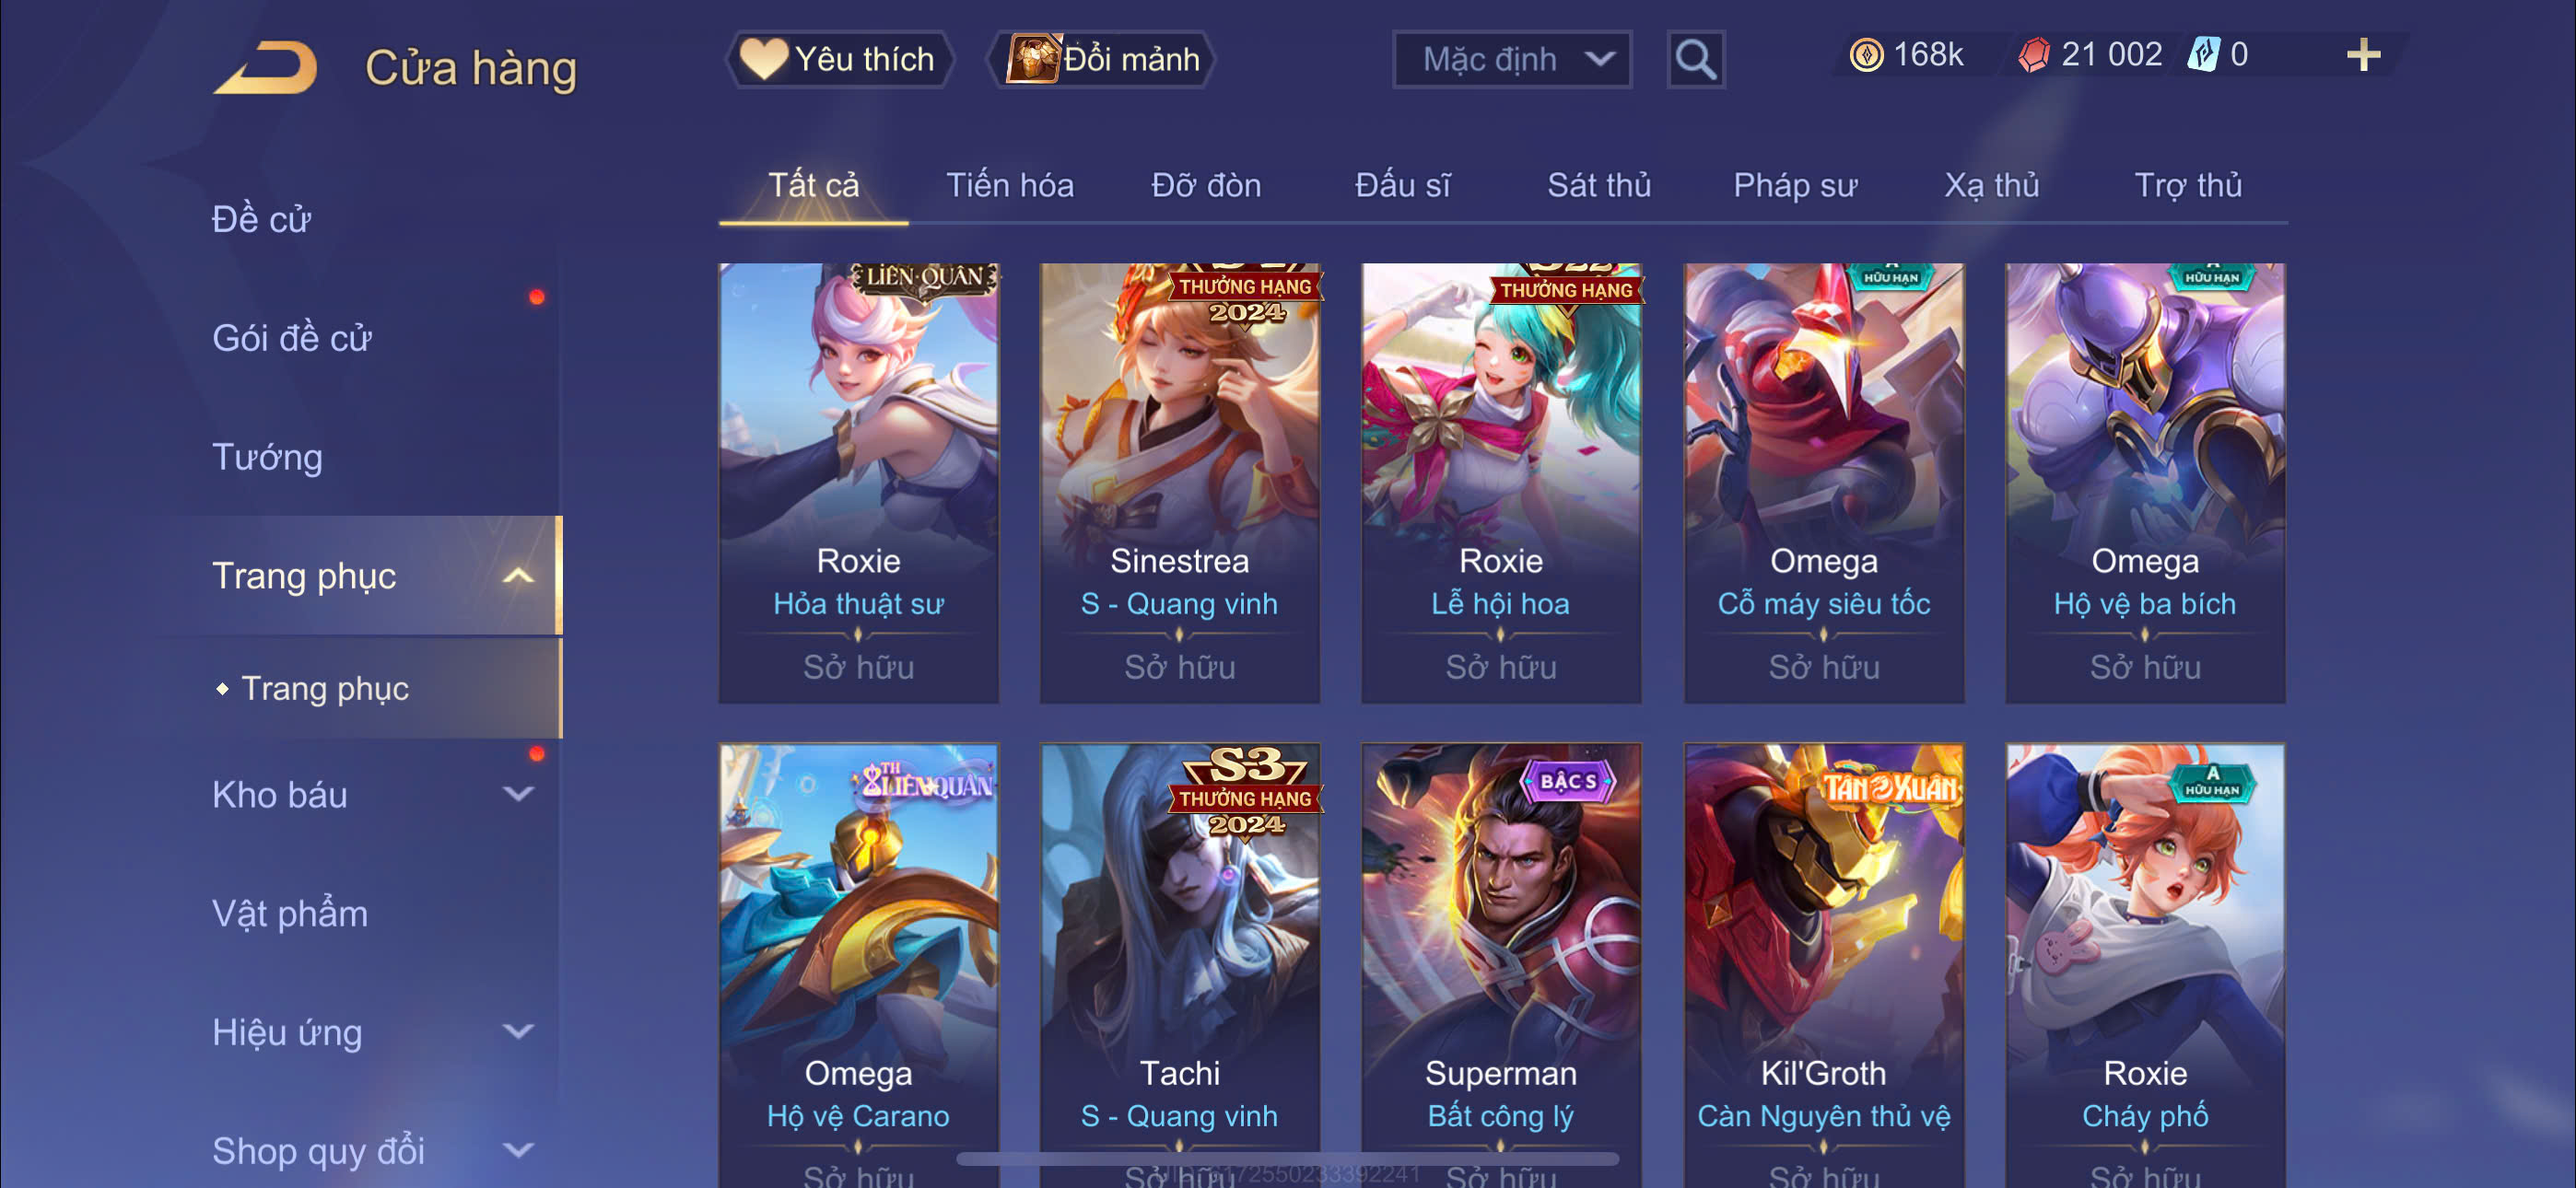 Cửa hàng
Yêu thích
Đổi mảnh
Mặc định
168k
21 002
0
Tất cả
Tiến hóa
Đỡ đòn
Đấu sĩ
Sát thủ
Pháp sư
Xạ thủ
Trợ thủ
Đề cử
Gói đề cử
Tướng
Trang phục
Trang phục
Kho báu
Vật phẩm
Hiệu ứng
Shop quy đổi
LIÊN QUÂN
Roxie
Hỏa thuật sư
Sở hữu
THƯỞNG HẠNG
2024
Sinestrea
S - Quang vinh
Sở hữu
S22
THƯỞNG HẠNG
Roxie
Lễ hội hoa
Sở hữu
A
HỮU HẠN
Omega
Cỗ máy siêu tốc
Sở hữu
A
HỮU HẠN
Omega
Hộ vệ ba bích
Sở hữu
8TH LIÊN QUÂN
Omega
Hộ vệ Carano
Sở hữu
S-3
THƯỞNG HẠNG
2024
Tachi
S - Quang vinh
Sở hữu
BẬC S
Superman
Bất công lý
Sở hữu
TÂN XUÂN
Kil'Groth
Càn Nguyên thủ vệ
Sở hữu
A
HỮU HẠN
Roxie
Cháy phố
Sở hữu